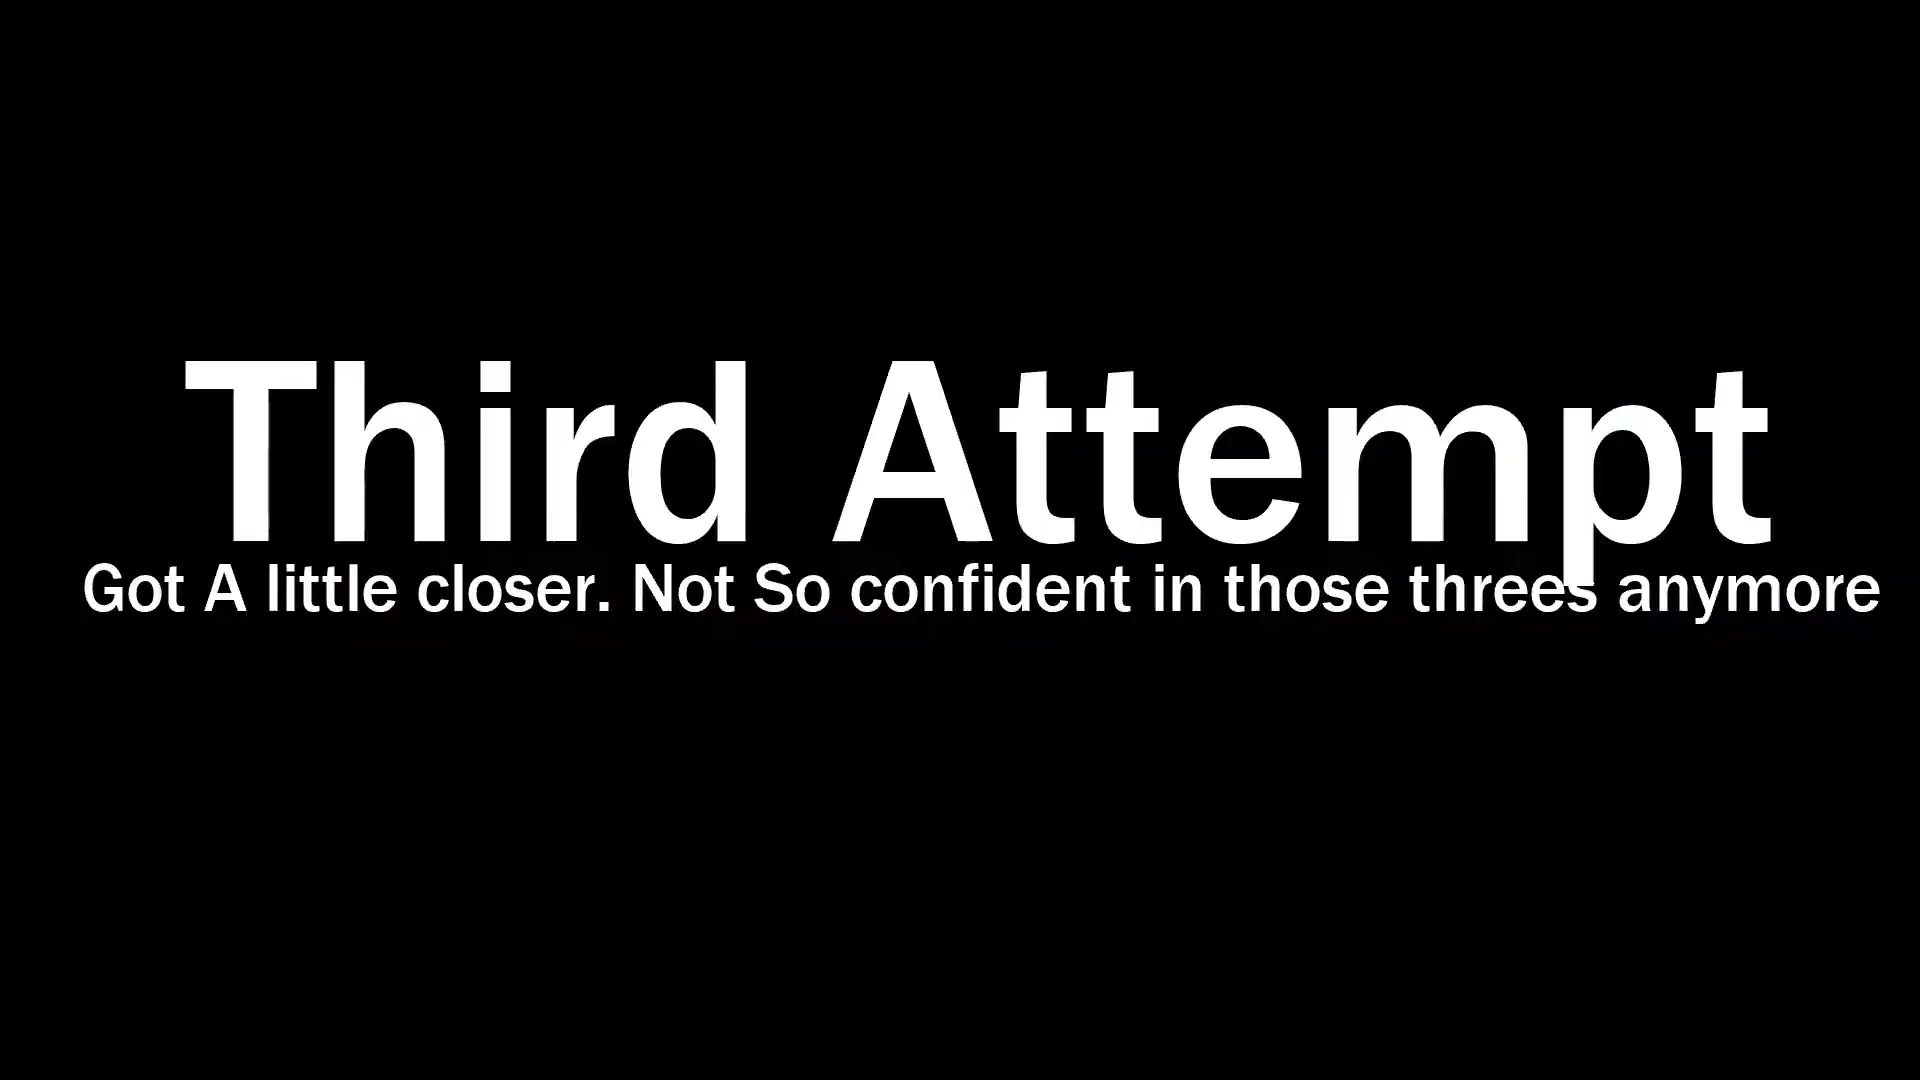 Third Attempt
Got A little closer. Not So confident in those threes anymore